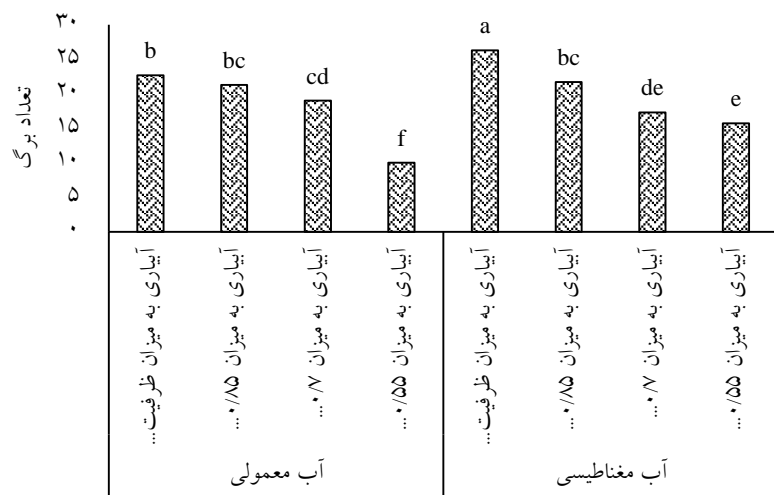 تعداد برگ
۳۰
۲۵
۲۰
۱۵
۱۰
۵
۰
b
bc
cd
f
a
bc
de
e
آبیاری به میزان ظرفیت...
آبیاری به میزان ۰/۸۵...
آبیاری به میزان ۰/۷...
آبیاری به میزان ۰/۵۵...
آبیاری به میزان ظرفیت...
آبیاری به میزان ۰/۸۵...
آبیاری به میزان ۰/۷...
آبیاری به میزان ۰/۵۵...
آب معمولی
آب مغناطیسی